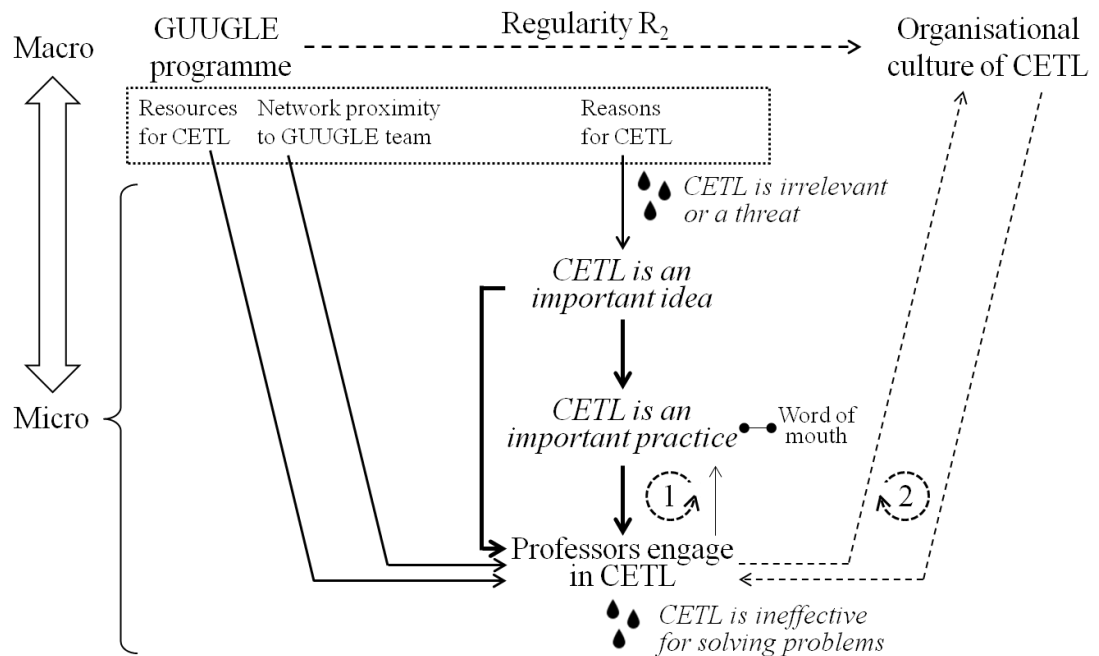 Macro
GUUGLE
programme
Regularity R₂
Organisational
culture of CETL
Resources
for CETL
Network proximity
to GUUGLE team
Reasons
for CETL
CETL is irrelevant
or a threat
CETL is an
important idea
Micro
CETL is an
important practice
Word of
mouth
1
2
Professors engage
in CETL
CETL is ineffective
for solving problems